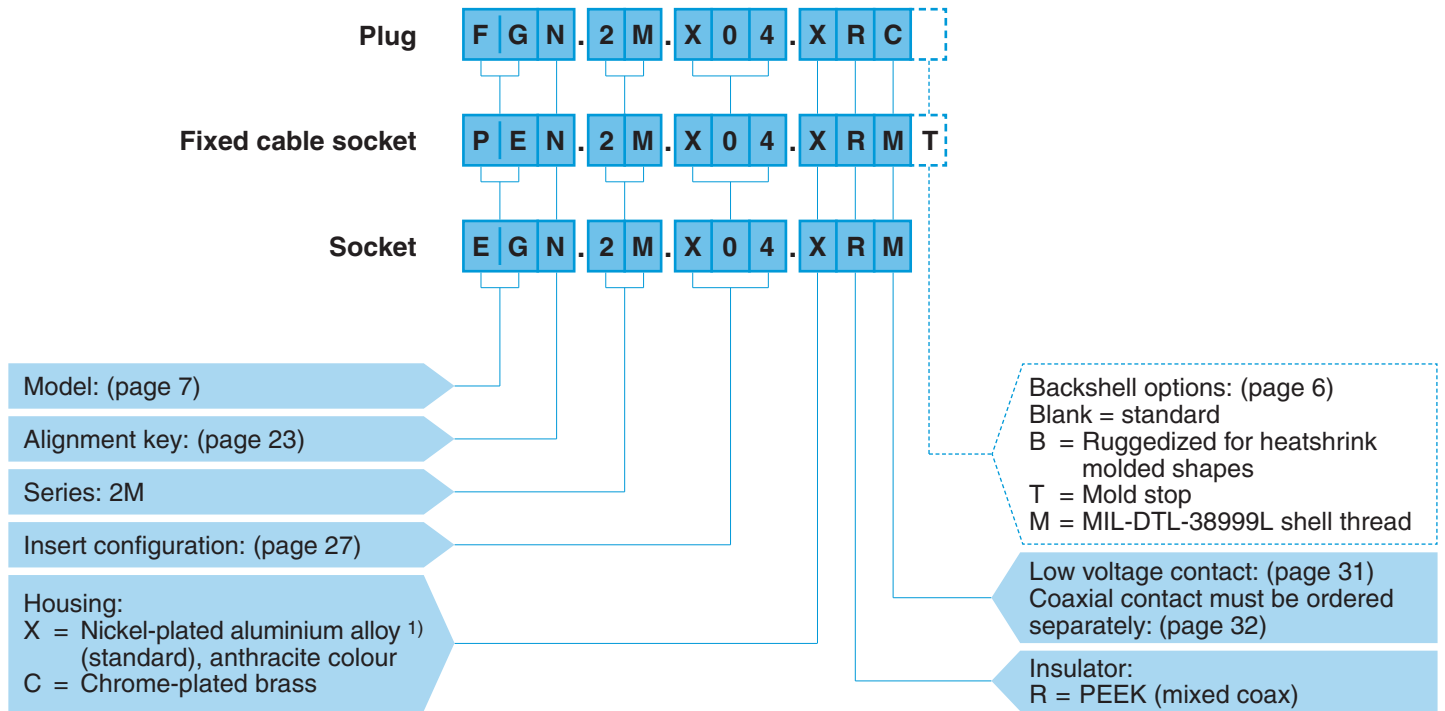 Plug F G N . 2 M . X 0 4 . X R C
Fixed cable socket P E N . 2 M . X 0 4 . X R M T
Socket E G N . 2 M . X 0 4 . X R M
Model: (page 7)
Alignment key: (page 23)
Series: 2M
Insert configuration: (page 27)
Housing:
X = Nickel-plated aluminium alloy 1)
(standard), anthracite colour
C = Chrome-plated brass
Backshell options: (page 6)
Blank = standard
B = Ruggedized for heatshrink
molded shapes
T = Mold stop
M = MIL-DTL-38999L shell thread
Low voltage contact: (page 31)
Coaxial contact must be ordered
separately: (page 32)
Insulator:
R = PEEK (mixed coax)